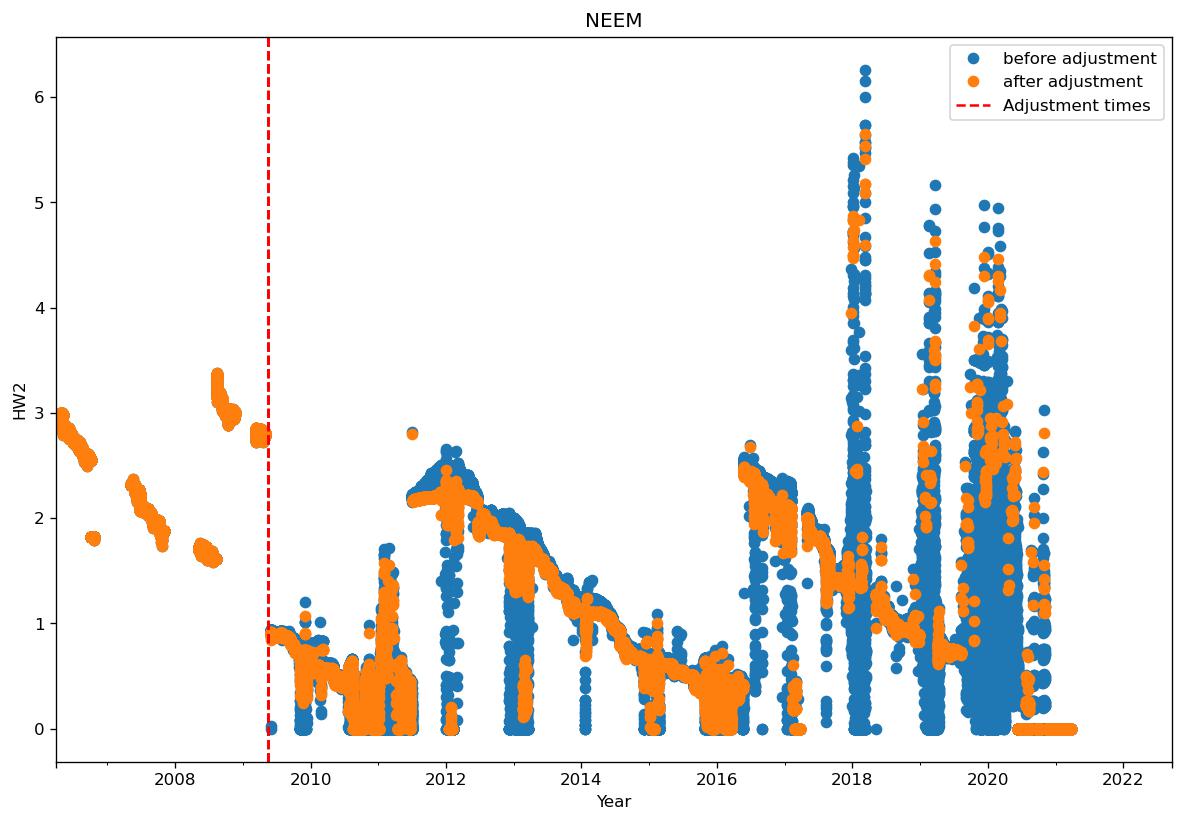 NEEM
before adjustment
after adjustment
Adjustment times
HW2
6
5
4
3
2
1
0
2008 2010 2012 2014 2016 2018 2020 2022
Year